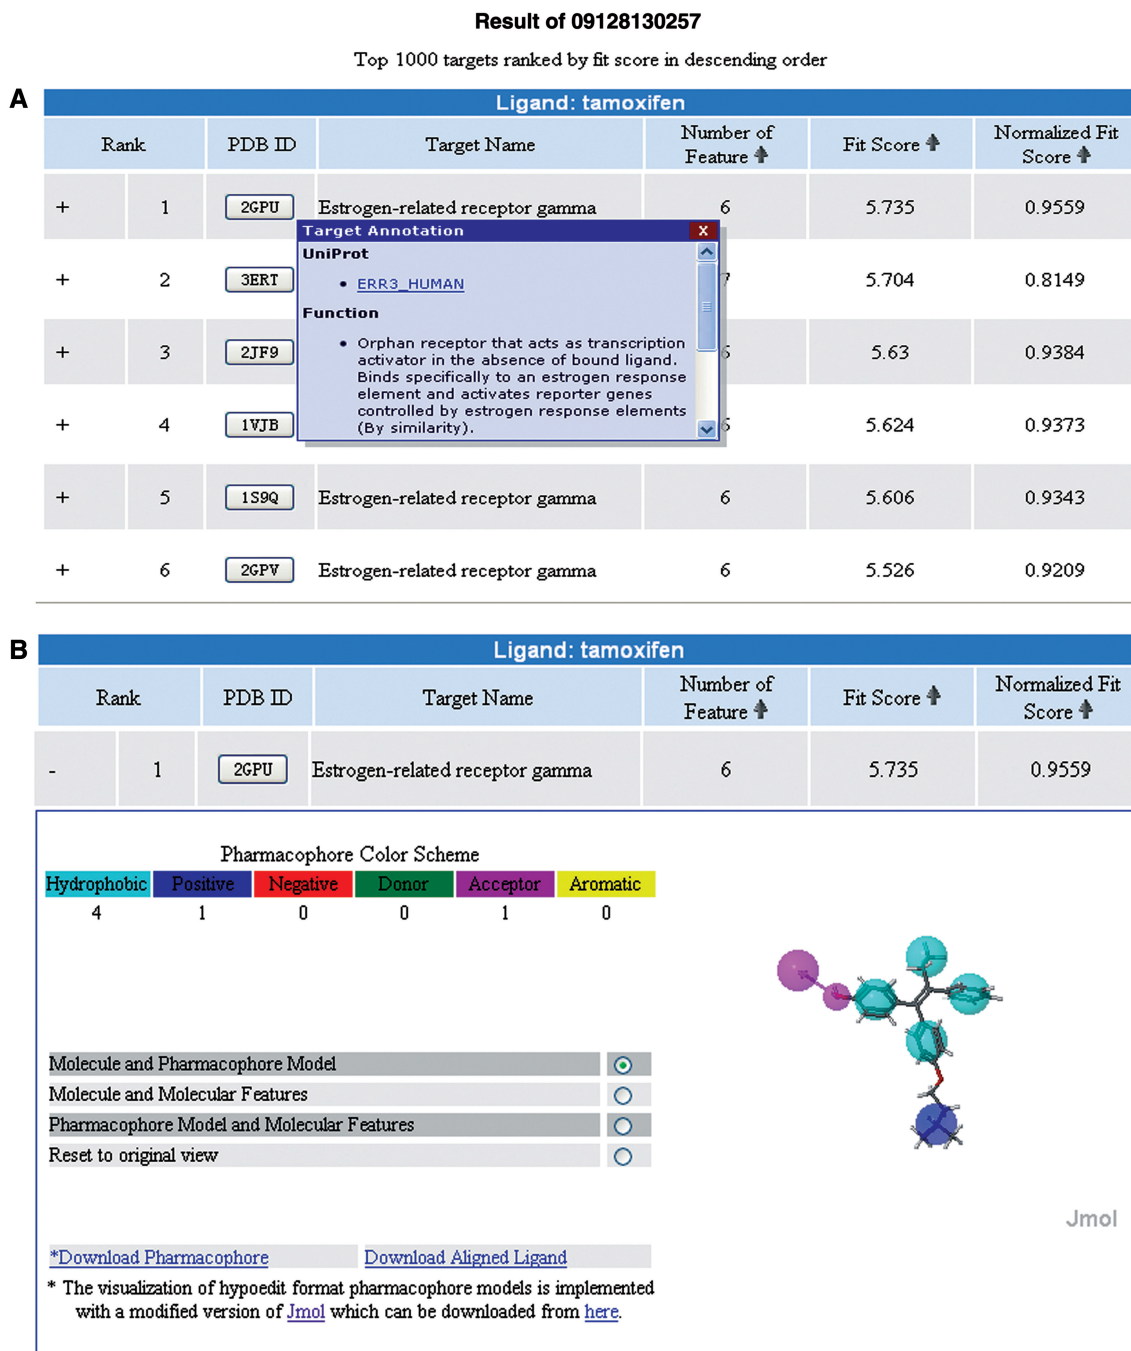 Result of 09128130257
Top 1000 targets ranked by fit score in descending order
A
Ligand: tamoxifen
Rank PDB ID Target Name Number of Feature Fit Score Normalized Fit Score
+ 1 2GPU Estrogen-related receptor gamma 6 5.735 0.9559
Target Annotation X
UniProt
• ERR3_HUMAN
Function
• Orphan receptor that acts as transcription
activator in the absence of bound ligand.
Binds specifically to an estrogen response
element and activates reporter genes
controlled by estrogen response elements
(By similarity).
+ 2 3ERT 7 5.704 0.8149
+ 3 2JF9 6 5.63 0.9384
+ 4 1VJB 6 5.624 0.9373
+ 5 1S9Q Estrogen-related receptor gamma 6 5.606 0.9343
+ 6 2GPV Estrogen-related receptor gamma 6 5.526 0.9209
B
Ligand: tamoxifen
Rank PDB ID Target Name Number of Feature Fit Score Normalized Fit Score
- 1 2GPU Estrogen-related receptor gamma 6 5.735 0.9559
Pharmacophore Color Scheme
Hydrophobic Positive Negative Donor Acceptor Aromatic
4 1 0 0 1 0
Molecule and Pharmacophore Model
Molecule and Molecular Features
Pharmacophore Model and Molecular Features
Reset to original view
Jmol
*Download Pharmacophore Download Aligned Ligand
* The visualization of hypoedit format pharmacophore models is implemented
with a modified version of Jmol which can be downloaded from here.